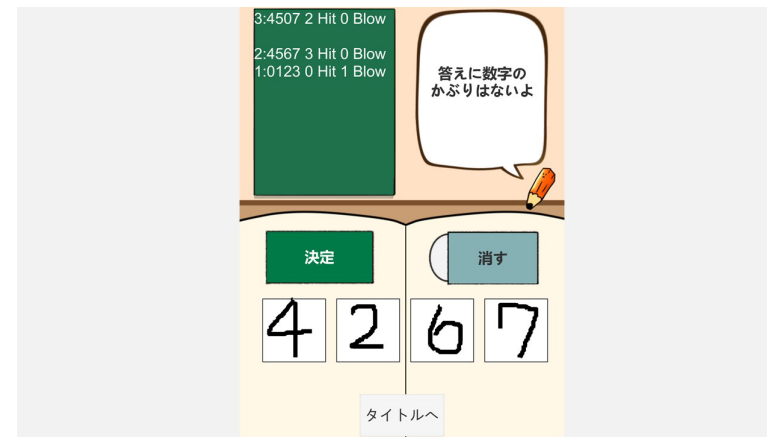 3:4507 2 Hit 0 Blow
2:4567 3 Hit 0 Blow
1:0123 0 Hit 1 Blow
答えに数字の
かぶりはないよ
決定
消す
4 2 6 7
タイトルへ